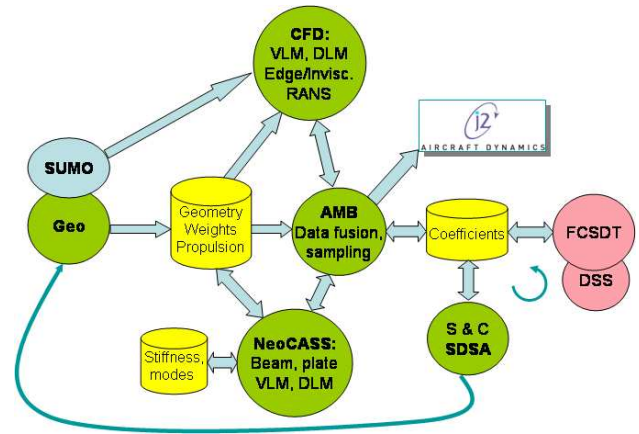 CFD:
VLM, DLM
Edge/Invisc.
RANS
j2
AIRCRAFT DYNAMICS
SUMO
Geo
Geometry
Weights
Propulsion
AMB
Data fusion,
sampling
Coefficients
FCSDT
DSS
S & C
SDSA
NeoCASS:
Beam, plate
VLM, DLM
Stiffness,
modes